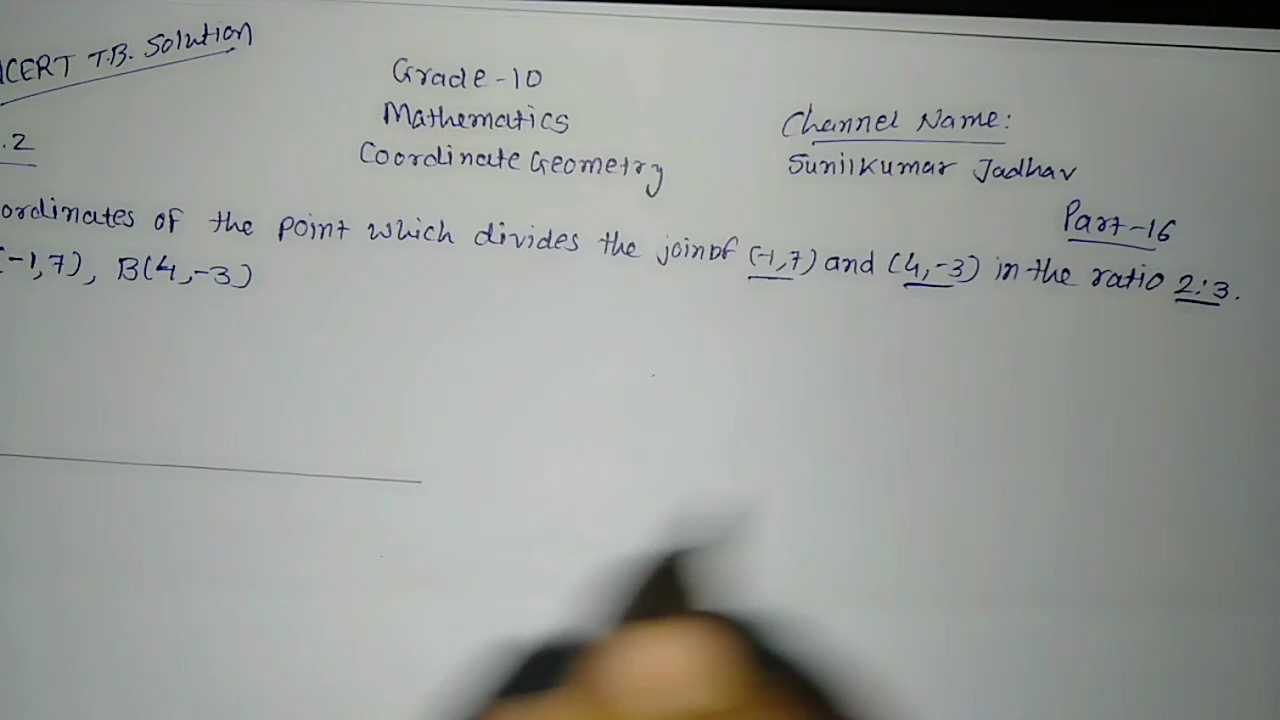 NCERT T.B. Solution
Grade-10
Mathematics
Coordinate Geometry
Channel Name:
Sunilkumar Jadhav
.2
Part-16
ordinates of the point which divides the join of (-1,7) and (4,-3) in the ratio 2:3.
(-1,7), B(4,-3)